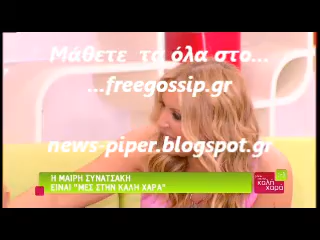 Μάθετε τα όλα στο...
...freegossip.gr
news-piper.blogspot.gr
Η ΜΑΙΡΗ ΣΥΝΑΤΣΑΚΗ
ΕΙΝΑΙ "ΜΕΣ ΣΤΗΝ ΚΑΛΗ ΧΑΡΑ"
καλη
χαρα